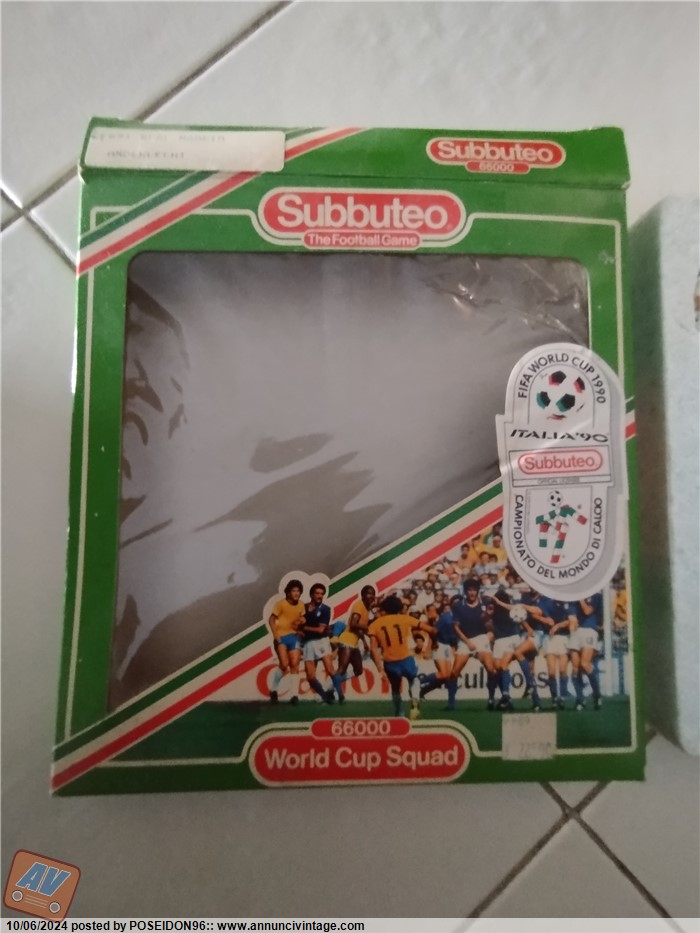 Subbuteo
66000
Subbuteo
The Football Game
FIFA WORLD CUP 1990
ITALIA'90
Subbuteo
CAMPIONATO DEL MONDO DI CALCIO
11
66000
World Cup Squad
AV
10/06/2024 posted by POSEIDON96:: www.annuncivintage.com